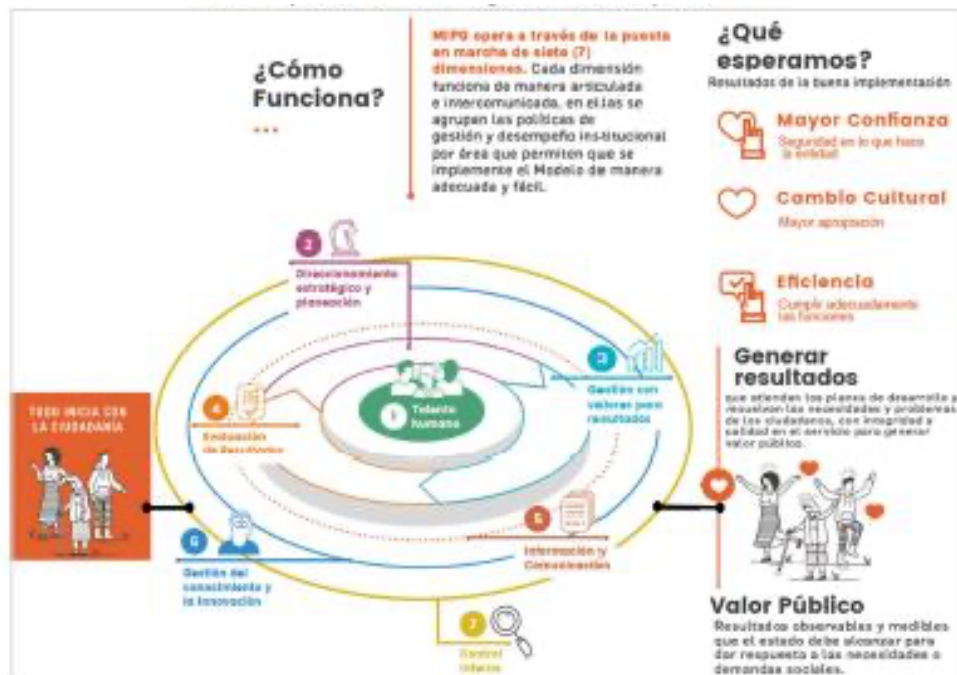 ¿Cómo
Funciona?
MIPG opera a través de la puesta
en marcha de siete (7)
dimensiones. Cada dimensión
funciona de manera articulada
e intercomunicada, en ellas se
agrupan las políticas de
gestión y desempeño institucional
por área que permiten que se
implemente el Modelo de manera
adecuada y fácil.
¿Qué
esperamos?
Resultados de la buena implementación
Mayor Confianza
Seguridad en lo que hace
la entidad
Cambio Cultural
Mayor apropiación
Eficiencia
Cumplir adecuadamente
las funciones
2
Direccionamiento
estratégico y
planeación
3
Gestión con
valores para
resultados
1
Talento
humano
4
Evaluación
de Resultados
TODO INICIA CON
LA CIUDADANÍA
5
Información y
Comunicación
6
Gestión del
conocimiento y
la innovación
7
Control
Interno
Generar
resultados
que atiendan los planes de desarrollo y
resuelvan las necesidades y problemas
de los ciudadanos, con integridad y
calidad en el servicio para generar
valor público.
Valor Público
Resultados observables y medibles
que el estado debe alcanzar para
dar respuesta a las necesidades o
demandas sociales.